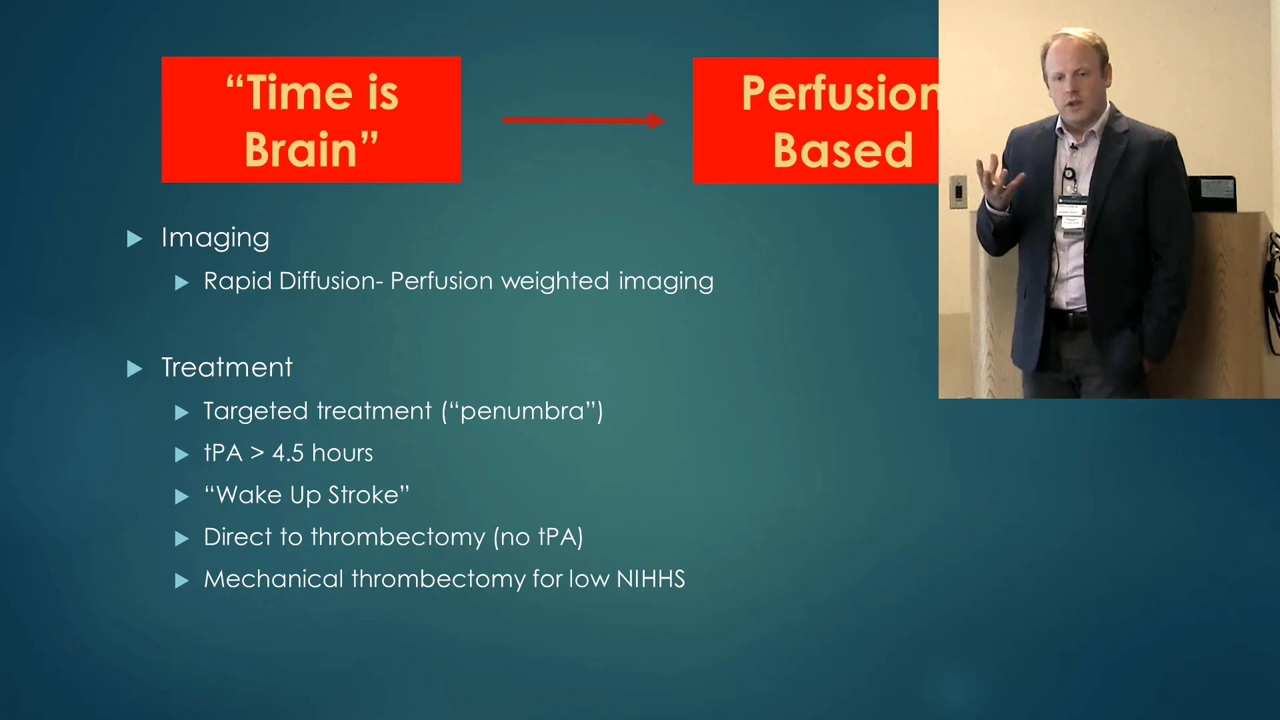 “Time is
Brain”
Perfusion
Based
Imaging
Rapid Diffusion- Perfusion weighted imaging
Treatment
Targeted treatment (“penumbra”)
tPA > 4.5 hours
“Wake Up Stroke”
Direct to thrombectomy (no tPA)
Mechanical thrombectomy for low NIHHS